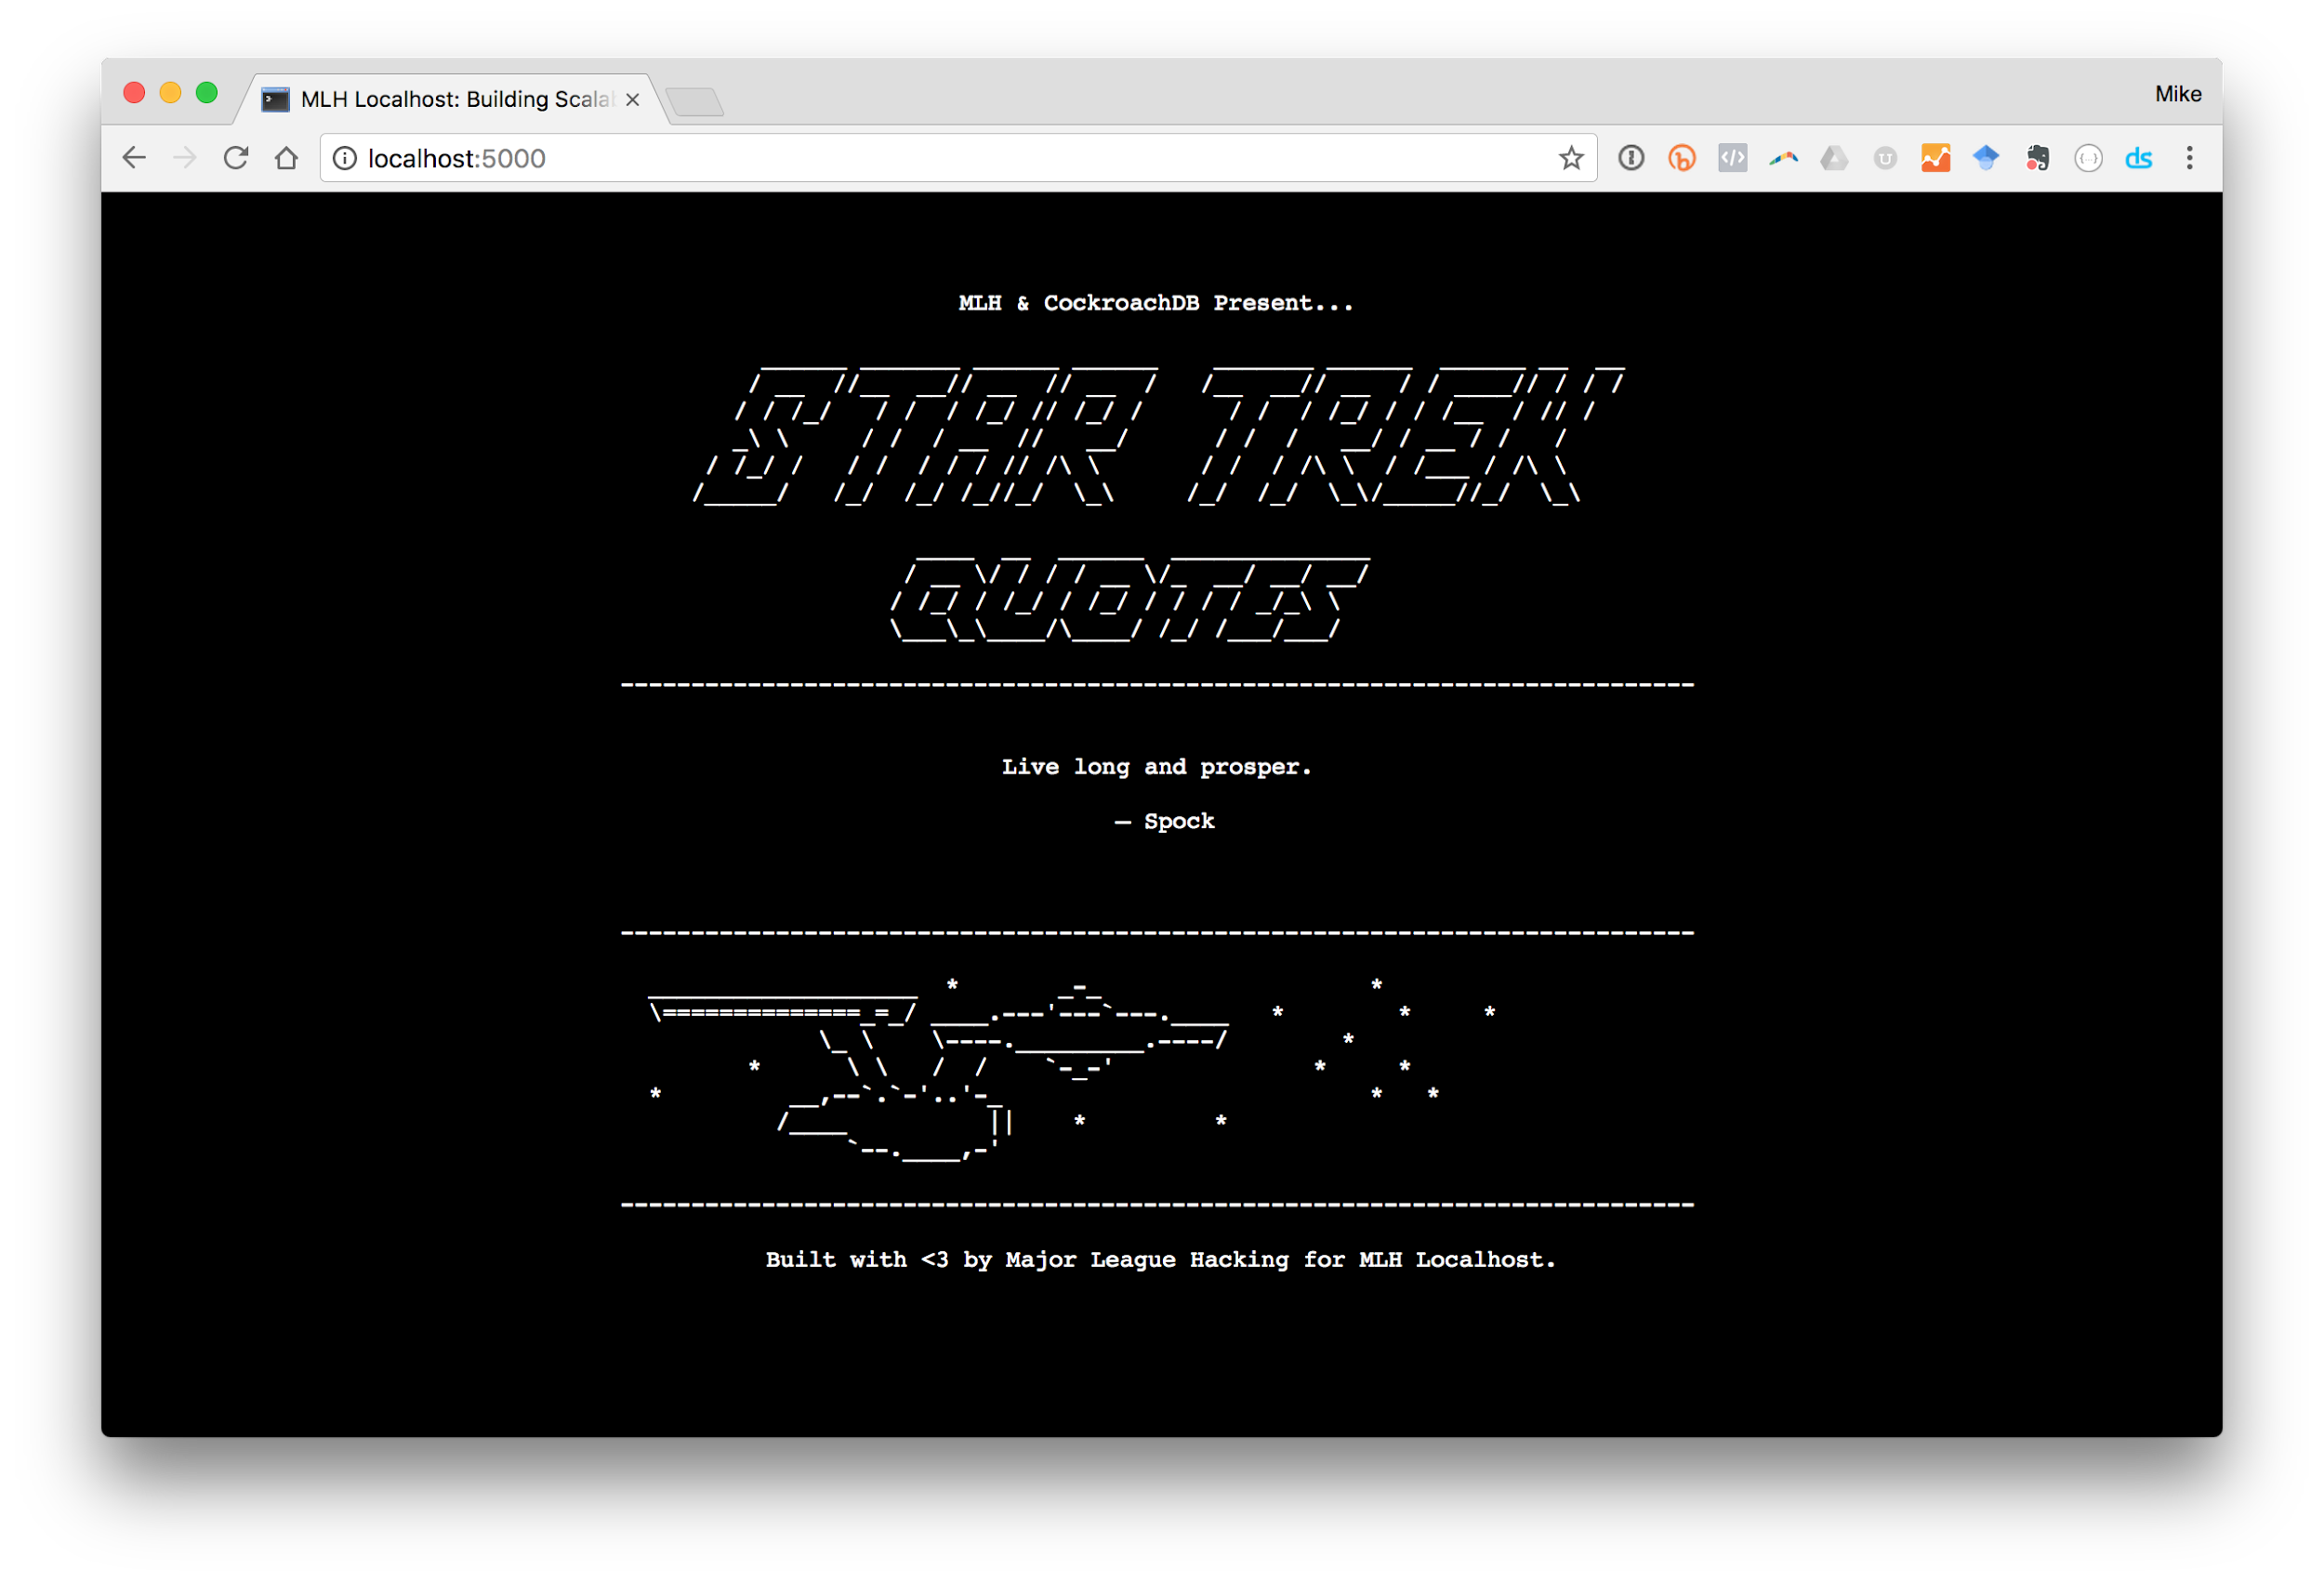 MLH Localhost: Building Scala
Mike
localhost:5000
MLH & CockroachDB Present...
STAR TREK
QUOTES
Live long and prosper.
— Spock
Built with <3 by Major League Hacking for MLH Localhost.